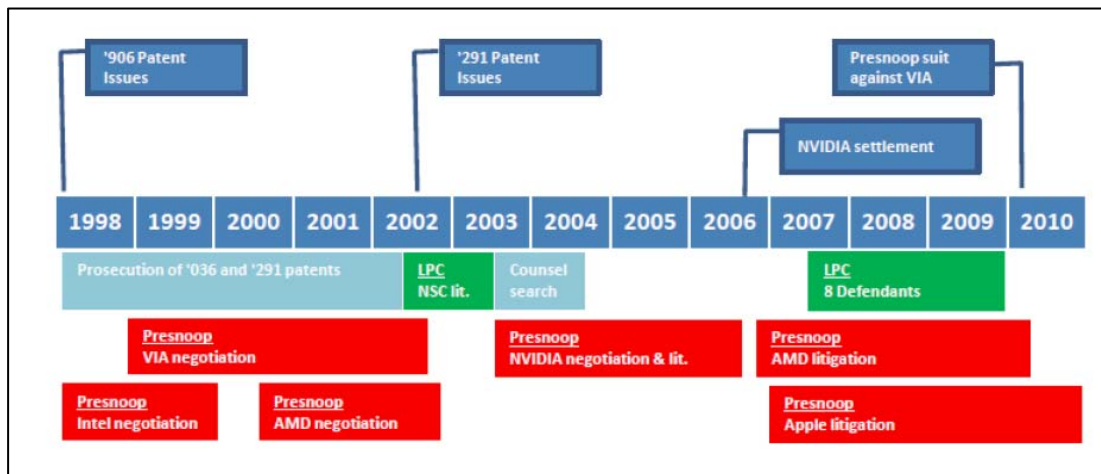 '906 Patent
Issues
'291 Patent
Issues
Presnoop suit
against VIA
NVIDIA settlement
1998 1999 2000 2001 2002 2003 2004 2005 2006 2007 2008 2009 2010
Prosecution of '036 and '291 patents
LPC
NSC lit.
Counsel
search
LPC
8 Defendants
Presnoop
VIA negotiation
Presnoop
NVIDIA negotiation & lit.
Presnoop
AMD litigation
Presnoop
Intel negotiation
Presnoop
AMD negotiation
Presnoop
Apple litigation